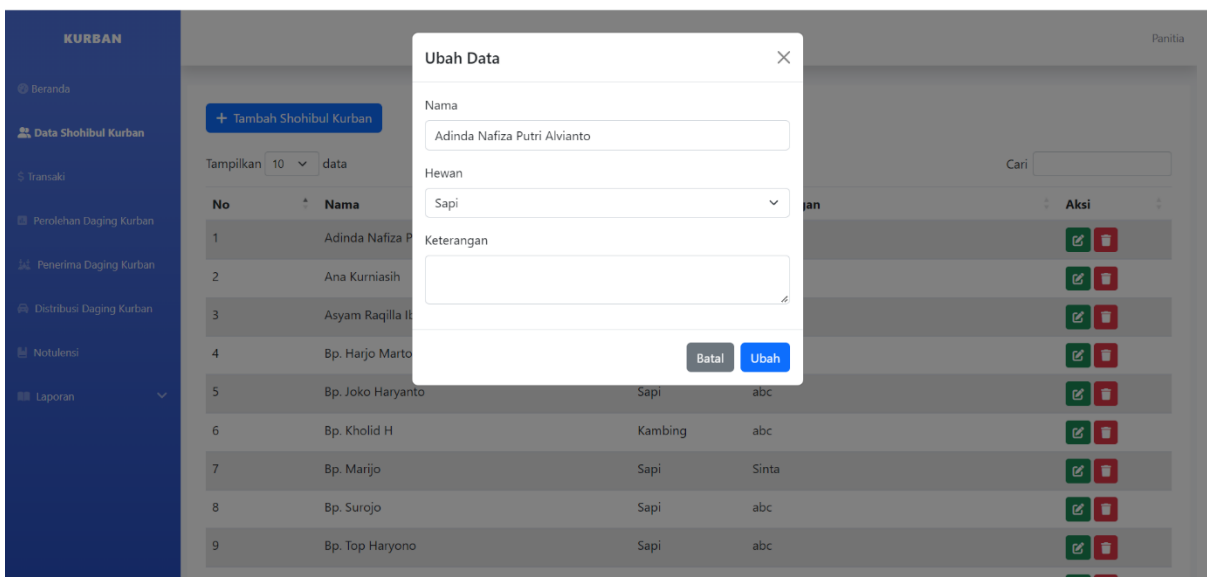 KURBAN
Panitia
Beranda
Data Shohibul Kurban
$ Transaki
Perolehan Daging Kurban
Penerima Daging Kurban
Distribusi Daging Kurban
Notulensi
Laporan
+ Tambah Shohibul Kurban
Tampilkan 10 data
Cari
No Nama gan Aksi
1 Adinda Nafiza P
2 Ana Kurniasih
3 Asyam Raqilla Ib
4 Bp. Harjo Marto
5 Bp. Joko Haryanto Sapi abc
6 Bp. Kholid H Kambing abc
7 Bp. Marijo Sapi Sinta
8 Bp. Surojo Sapi abc
9 Bp. Top Haryono Sapi abc
Ubah Data
Nama
Adinda Nafiza Putri Alvianto
Hewan
Sapi
Keterangan
Batal Ubah